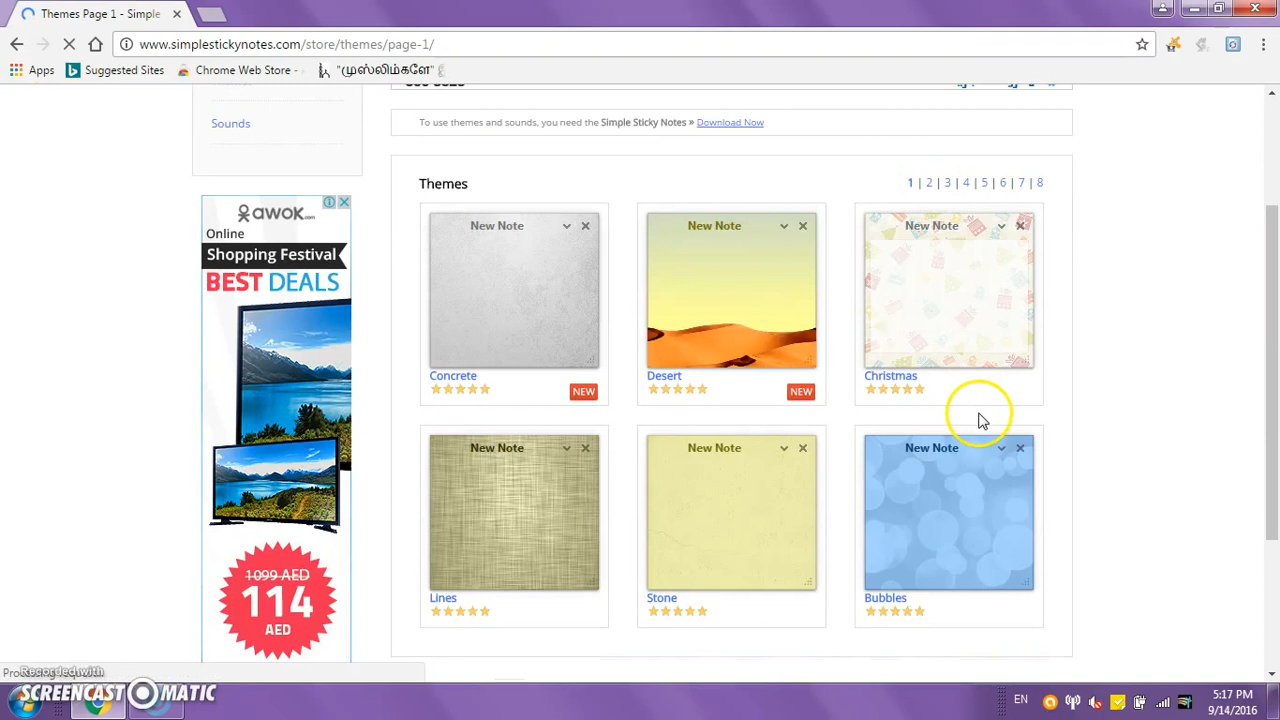 Themes Page 1 - Simple
www.simplestickynotes.com/store/themes/page-1/
Apps Suggested Sites Chrome Web Store - "முஸ்லிம்களே"
Sounds
To use themes and sounds, you need the Simple Sticky Notes » Download Now
Themes
1 | 2 | 3 | 4 | 5 | 6 | 7 | 8
awok.com
Online
Shopping Festival
BEST DEALS
1099 AED
114
AED
New Note New Note New Note
Concrete Desert Christmas
NEW NEW
New Note New Note New Note
Lines Stone Bubbles
Recorded with
SCREENCAST MATIC
EN
5:17 PM
9/14/2016